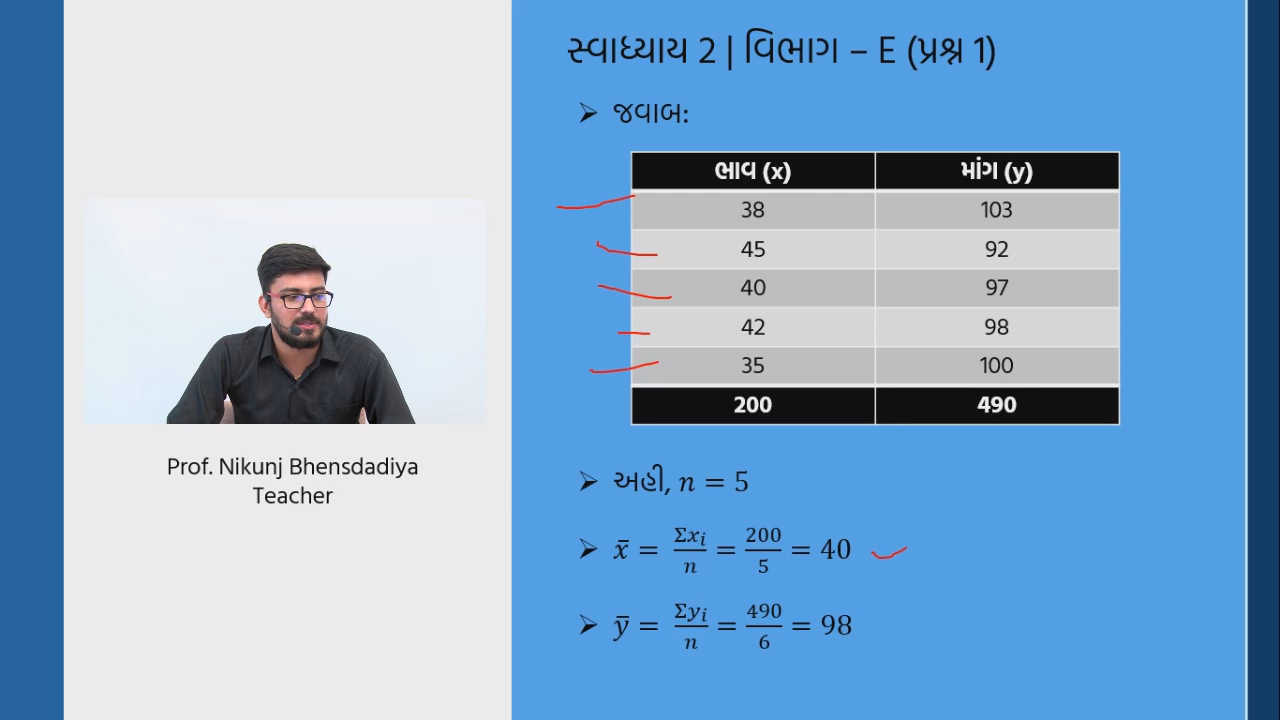 સ્વાધ્યાય 2 | વિભાગ – E (પ્રશ્ન 1)
➢ જવાબ:
ભાવ (x) માંગ (y)
38 103
45 92
40 97
42 98
35 100
200 490
➢ અહી, n = 5
➢ x̄ = Σxᵢ/n = 200/5 = 40
➢ ȳ = Σyᵢ/n = 490/6 = 98
Prof. Nikunj Bhensdadiya
Teacher